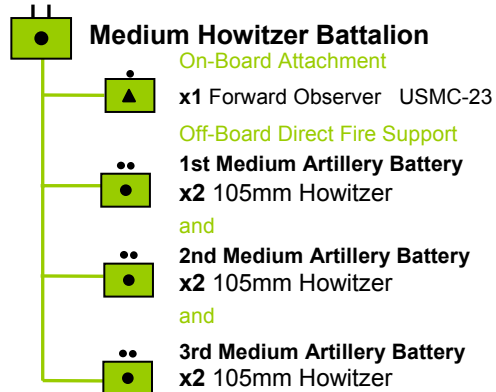 Medium Howitzer Battalion
On-Board Attachment
x1 Forward Observer USMC-23
Off-Board Direct Fire Support
1st Medium Artillery Battery
x2 105mm Howitzer
and
2nd Medium Artillery Battery
x2 105mm Howitzer
and
3rd Medium Artillery Battery
x2 105mm Howitzer